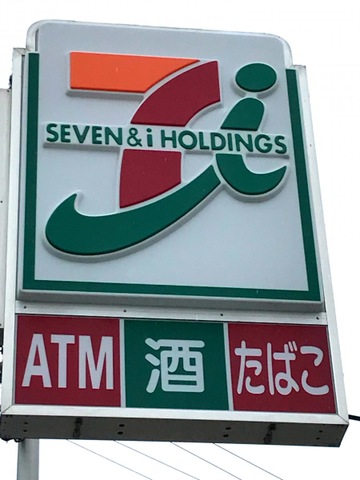 SEVEN & i HOLDINGS
ATM 酒 たばこ